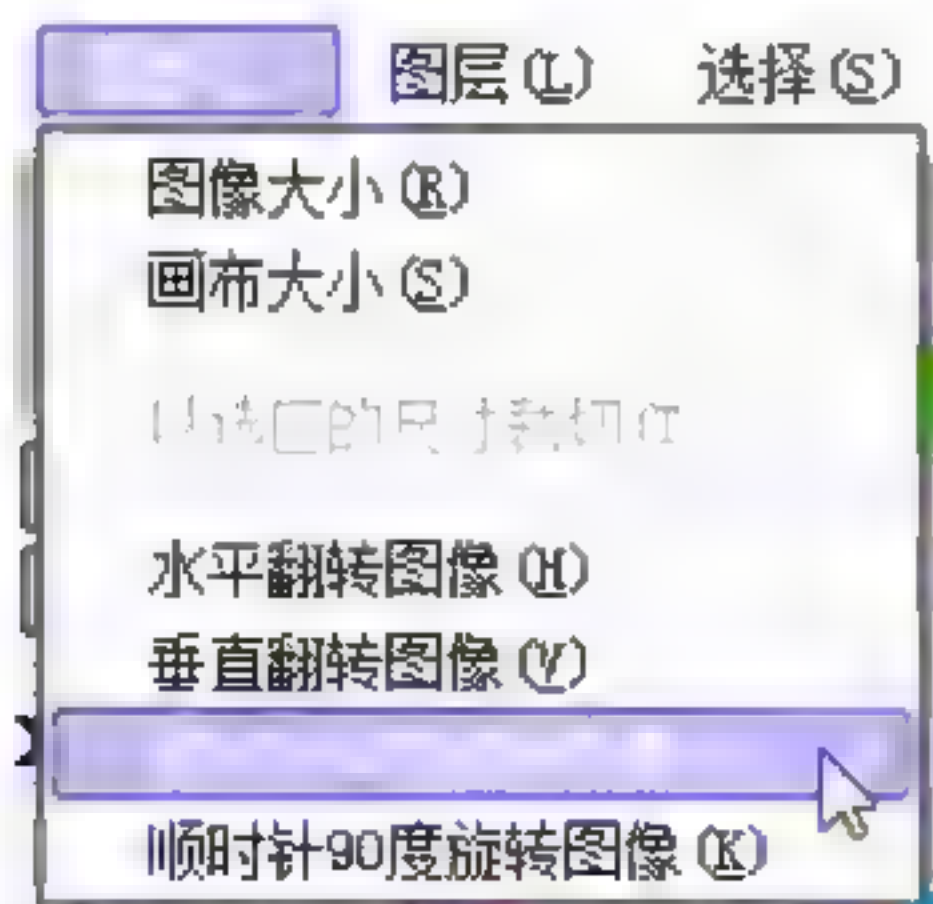 图层(L) 选择(S)
图像大小(R)
画布大小(S)
水平翻转图像(H)
垂直翻转图像(V)
顺时针90度旋转图像(K)